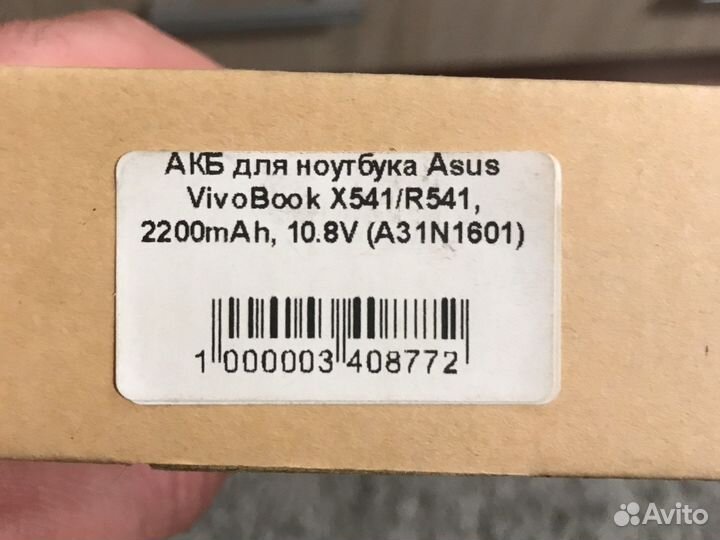 АКБ для ноутбука Asus
VivoBook X541/R541,
2200mAh, 10.8V (A31N1601)
1 000003 408772
Avito